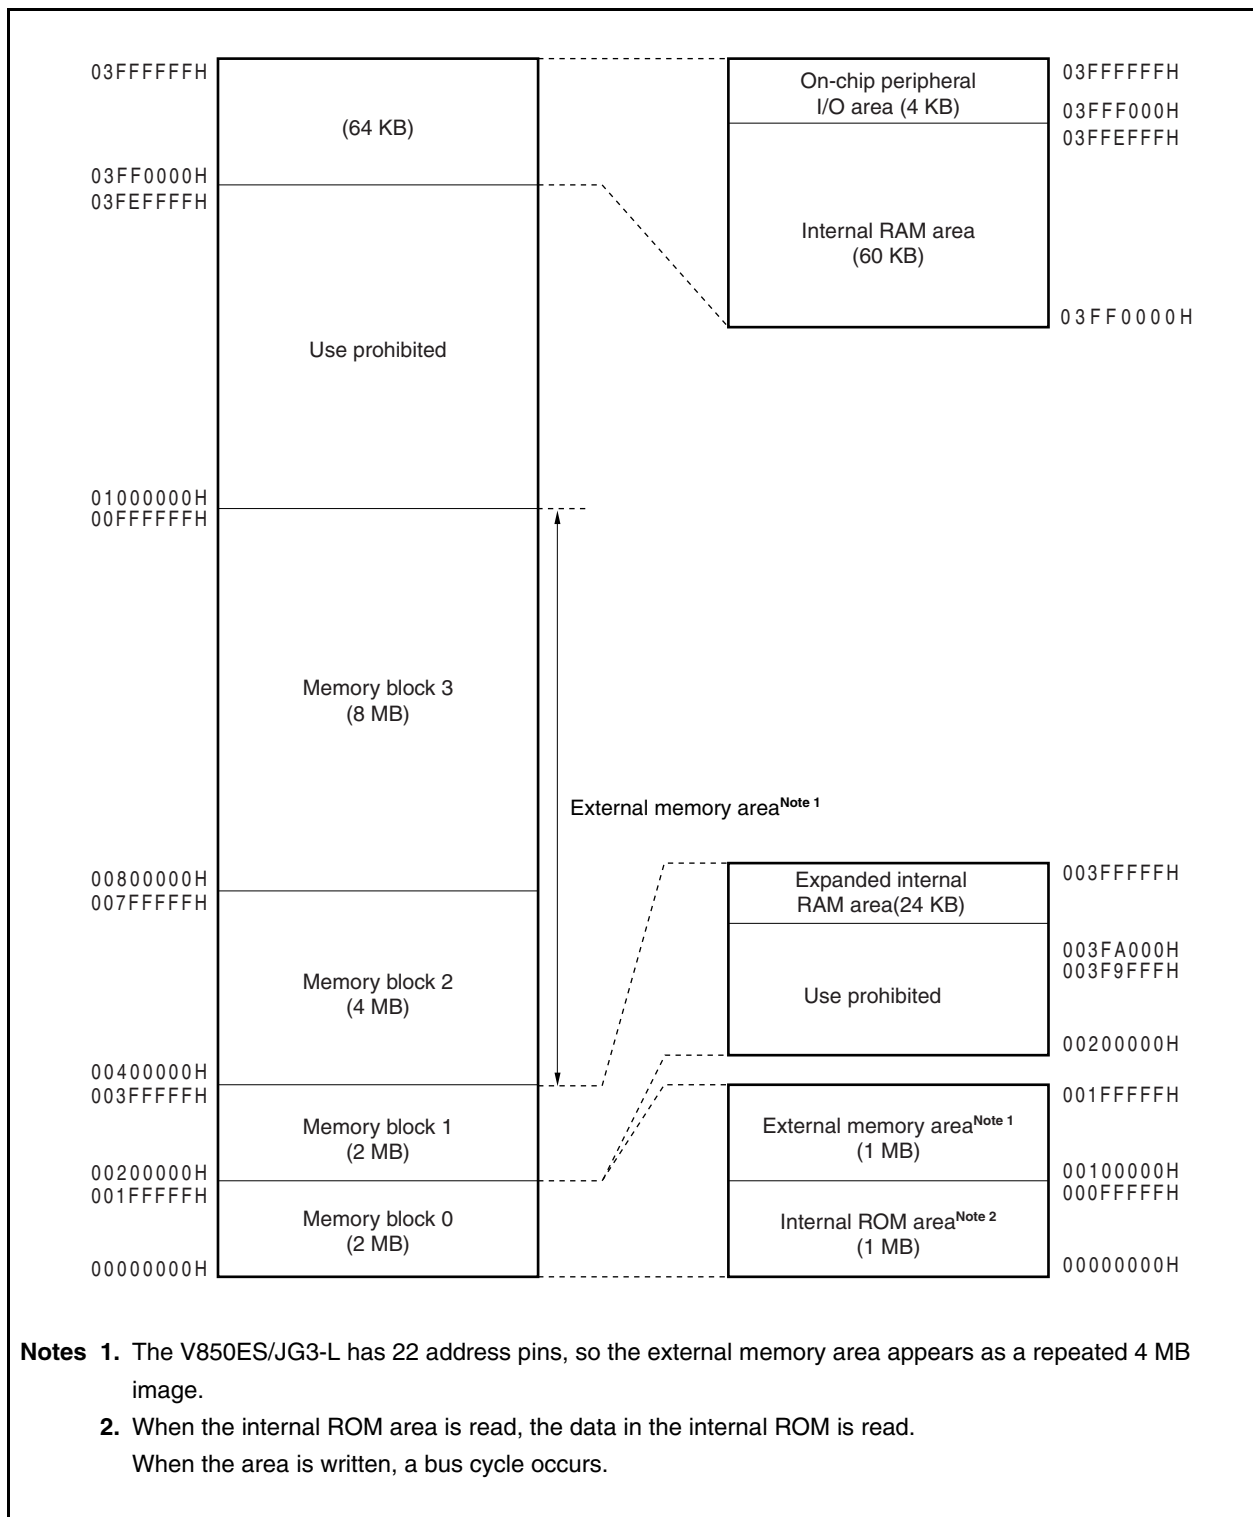 03FFFFFFH
(64 KB)
03FF0000H
03FEFFFFH
Use prohibited
01000000H
00FFFFFFH
Memory block 3
(8 MB)
00800000H
007FFFFFH
Memory block 2
(4 MB)
00400000H
003FFFFFH
Memory block 1
(2 MB)
00200000H
001FFFFFH
Memory block 0
(2 MB)
00000000H
External memory area Note 1
On-chip peripheral
I/O area (4 KB)
03FFFFFFH
03FFF000H
03FFEFFFH
Internal RAM area
(60 KB)
03FF0000H
Expanded internal
RAM area(24 KB)
003FFFFFH
003FA000H
003F9FFFH
Use prohibited
00200000H
001FFFFFH
External memory area Note 1
(1 MB)
00100000H
000FFFFFH
Internal ROM area Note 2
(1 MB)
00000000H
Notes 1. The V850ES/JG3-L has 22 address pins, so the external memory area appears as a repeated 4 MB
image.
2. When the internal ROM area is read, the data in the internal ROM is read.
When the area is written, a bus cycle occurs.